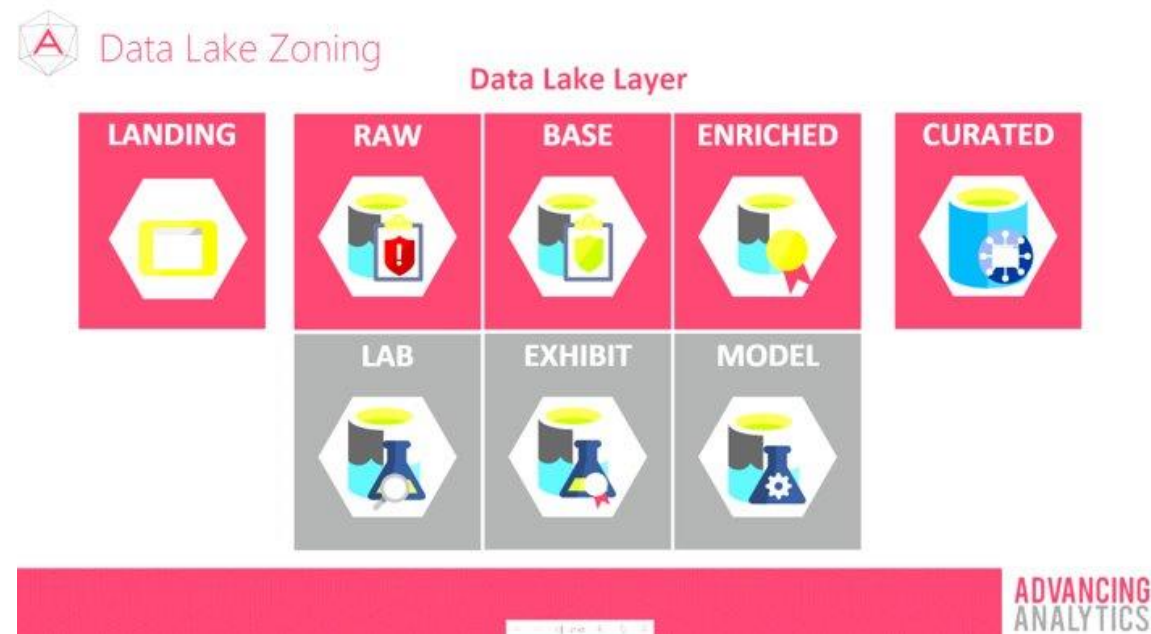 A Data Lake Zoning
Data Lake Layer
LANDING
RAW
BASE
ENRICHED
CURATED
!
LAB
EXHIBIT
MODEL
ADVANCING
ANALYTICS